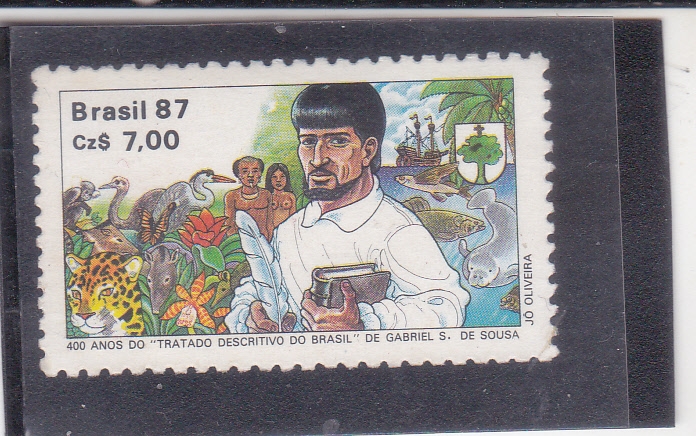 Brasil 87
Cz$ 7,00
JÔ OLIVEIRA
400 ANOS DO "TRATADO DESCRITIVO DO BRASIL" DE GABRIEL S. DE SOUSA